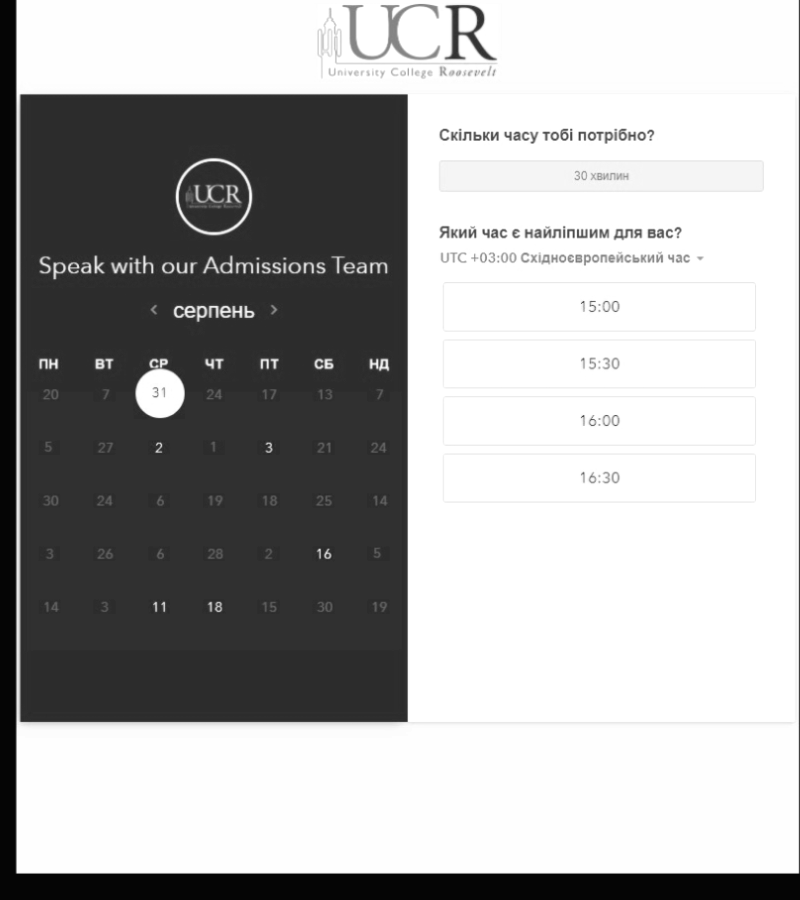 UCR
University College Roosevelt
UCR
Speak with our Admissions Team
< серпень >
ПН ВТ СР ЧТ ПТ СБ НД
20 7 31 24 17 13 7
5 27 2 1 3 21 24
30 24 6 19 18 25 14
3 26 6 28 2 16 5
14 3 11 18 15 30 19
Скільки часу тобі потрібно?
30 хвилин
Який час є найліпшим для вас?
UTC +03:00 Східноєвропейський час
15:00
15:30
16:00
16:30